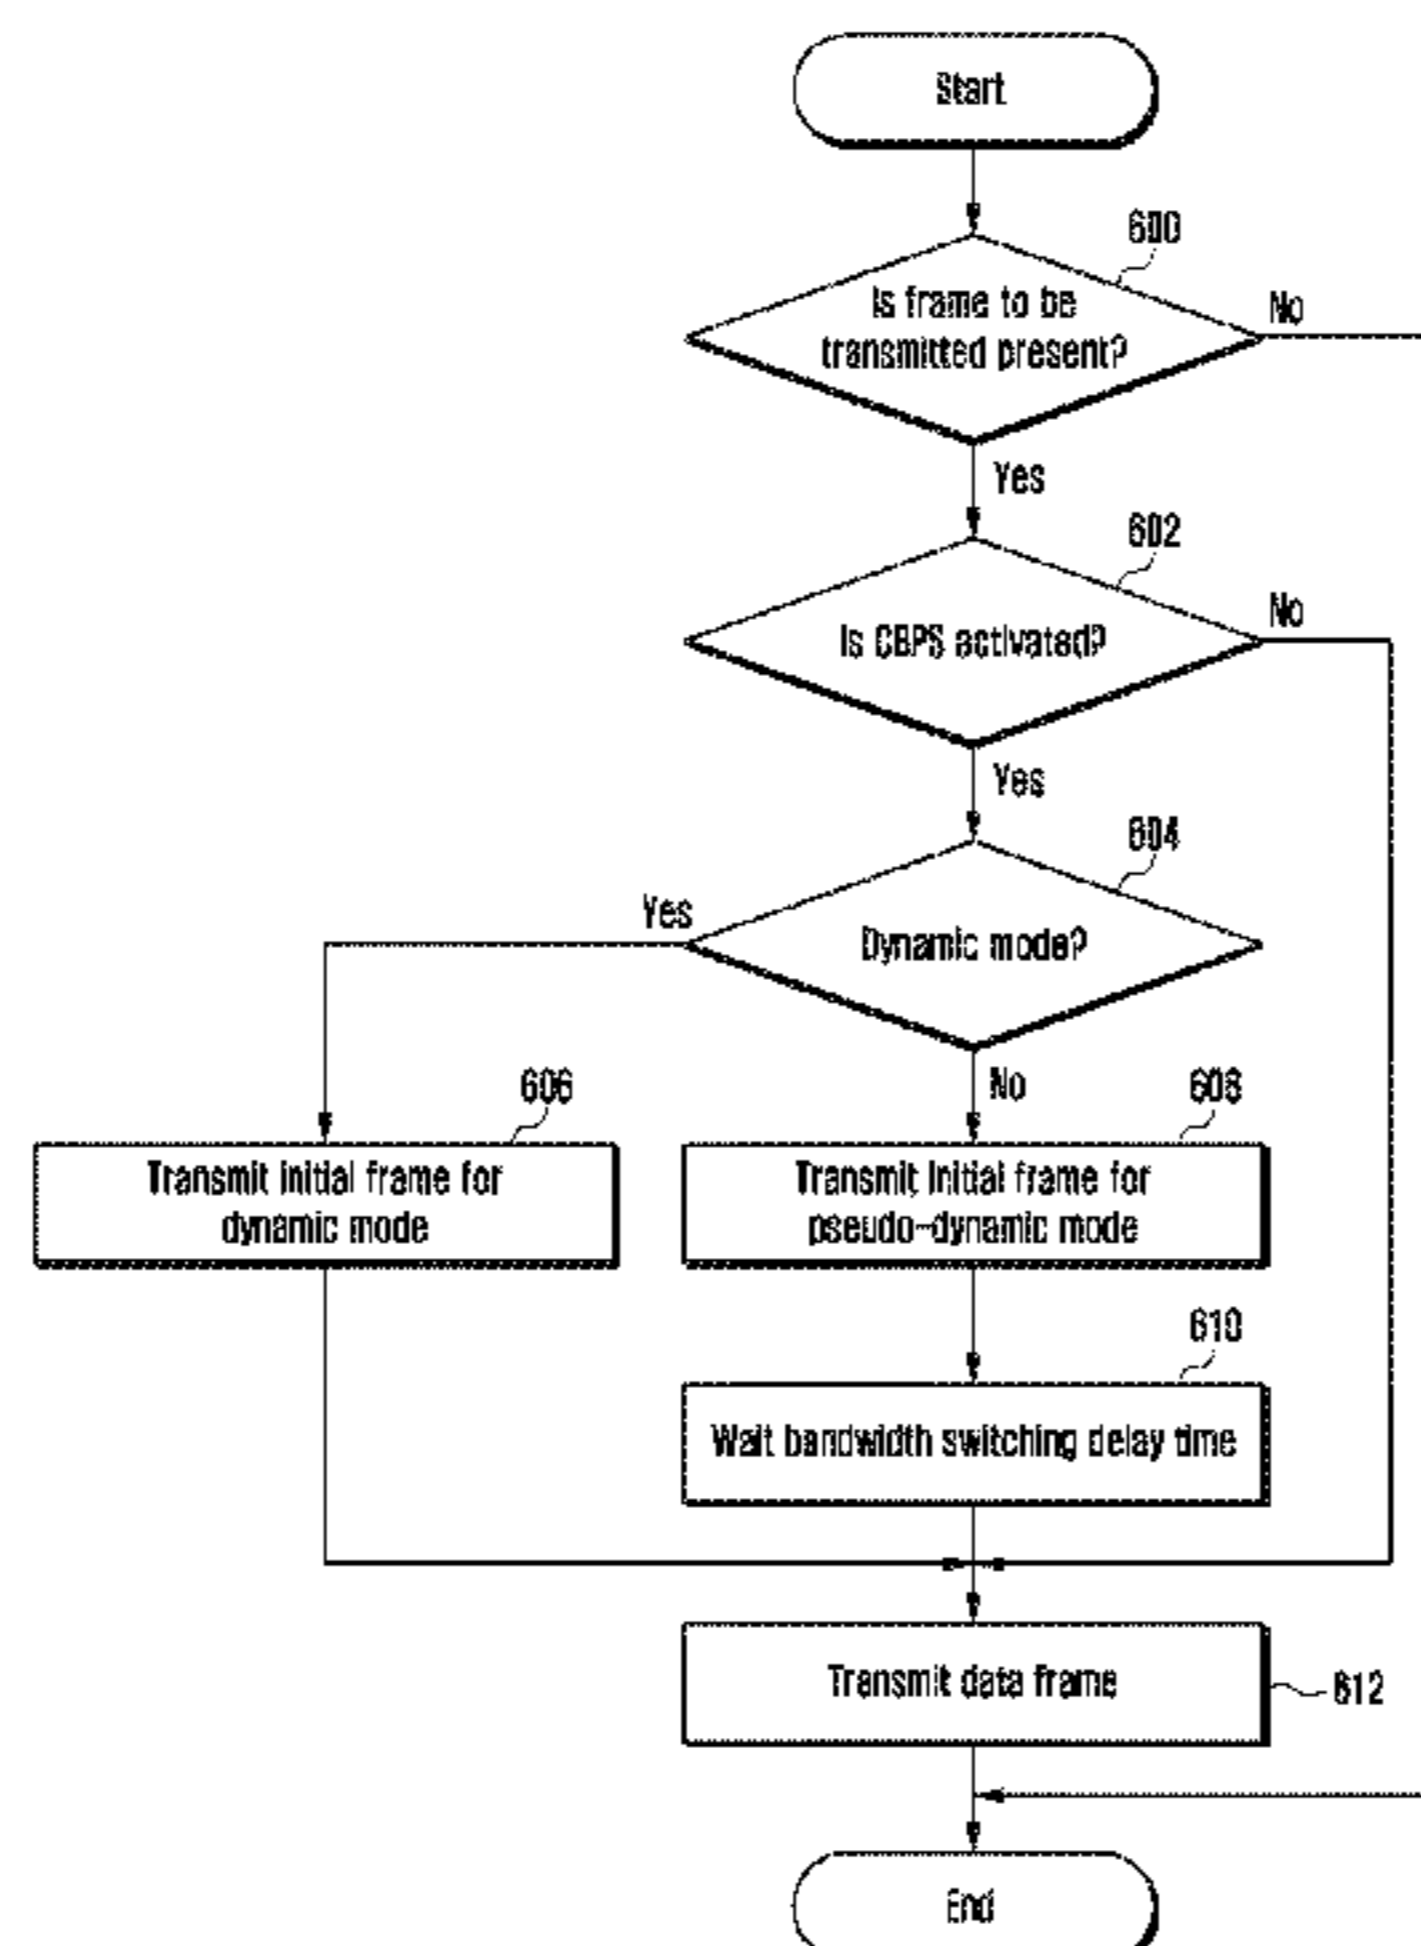 Start
600
Is frame to be
transmitted present?
No
Yes
602
Is CBPS activated?
No
Yes
604
Yes
Dynamic mode?
606
No
608
Transmit initial frame for
dynamic mode
Transmit initial frame for
pseudo-dynamic mode
610
Wait bandwidth switching delay time
Transmit data frame
612
End